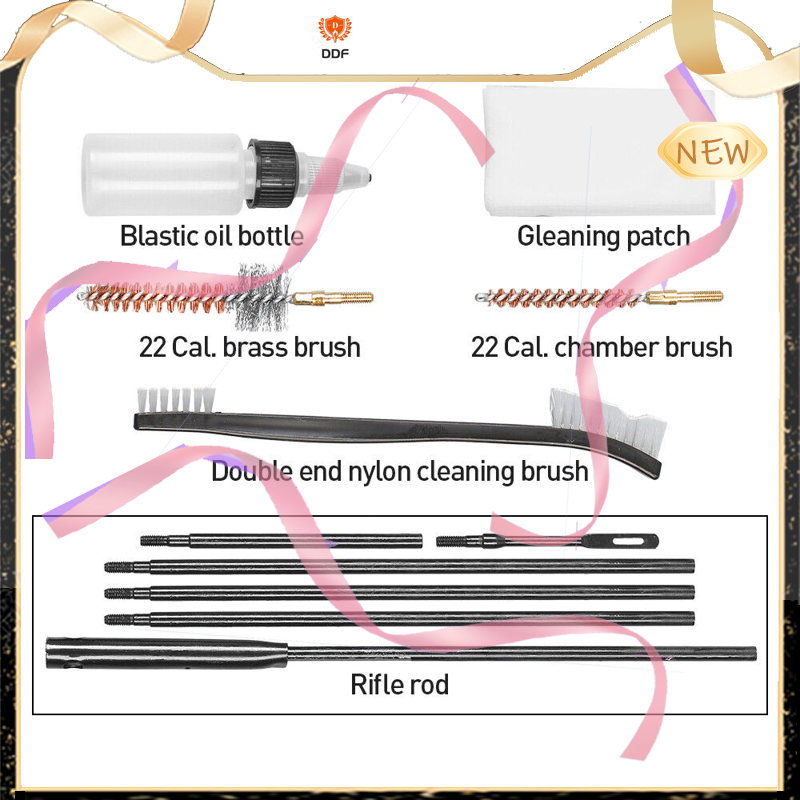 D
DDF
NEW
Blastic oil bottle
Gleaning patch
22 Cal. brass brush
22 Cal. chamber brush
Double end nylon cleaning brush
Rifle rod